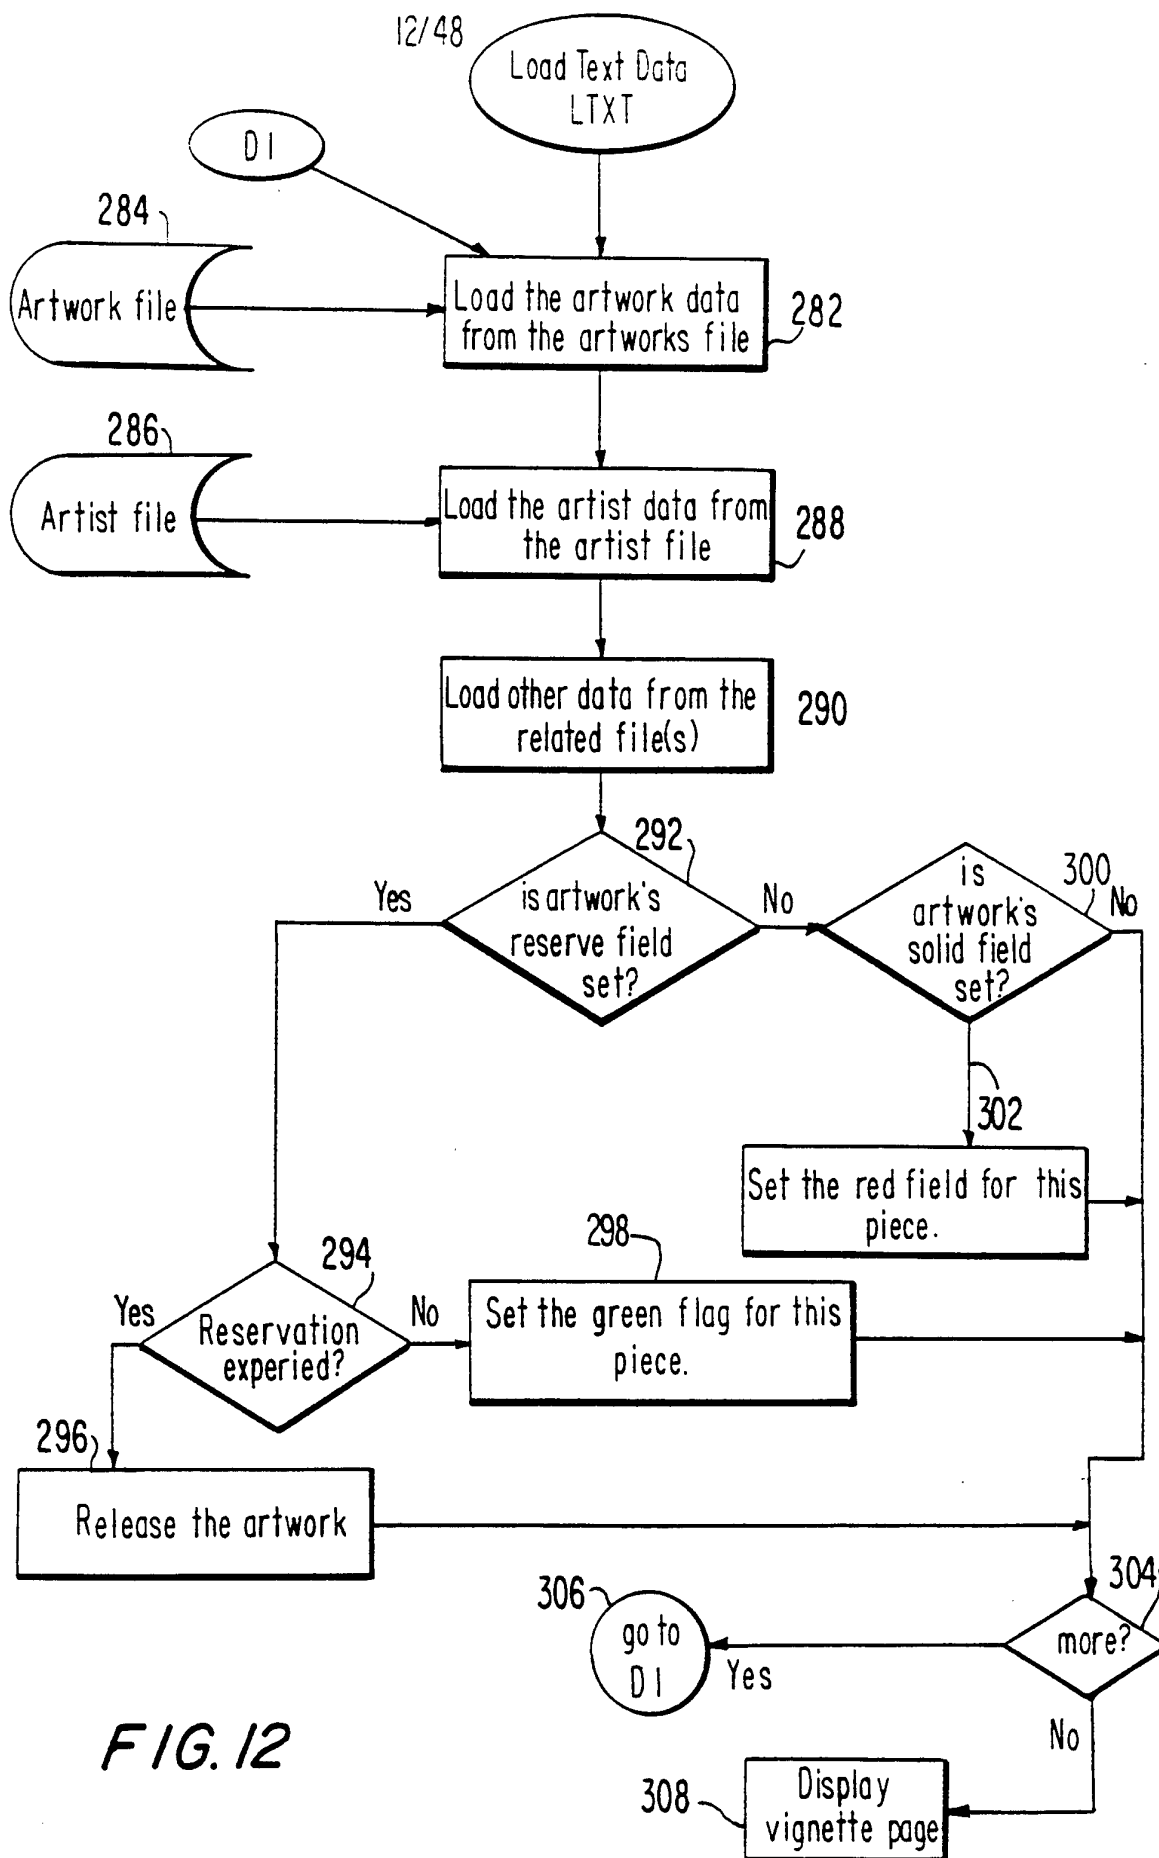 12/48
Load Text Data
LTXT
D1
284
Artwork file
Load the artwork data
from the artworks file
282
286
Artist file
Load the artist data from
the artist file
288
Load other data from the
related file(s)
290
292
Yes
is artwork's
reserve field
set?
No
300
is
artwork's
solid field
set?
No
302
Set the red field for this
piece.
294
Yes
Reservation
experied?
No
298
Set the green flag for this
piece.
296
Release the artwork
304
more?
306
go to
D1
Yes
No
308
Display
vignette page
FIG. 12